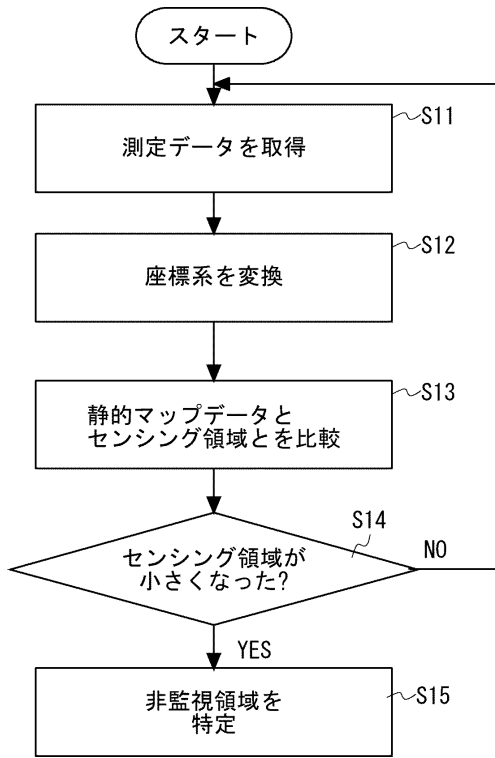 スタート
測定データを取得
S11
座標系を変換
S12
静的マップデータと
センシング領域とを比較
S13
センシング領域が
小さくなった?
S14
NO
YES
非監視領域を
特定
S15